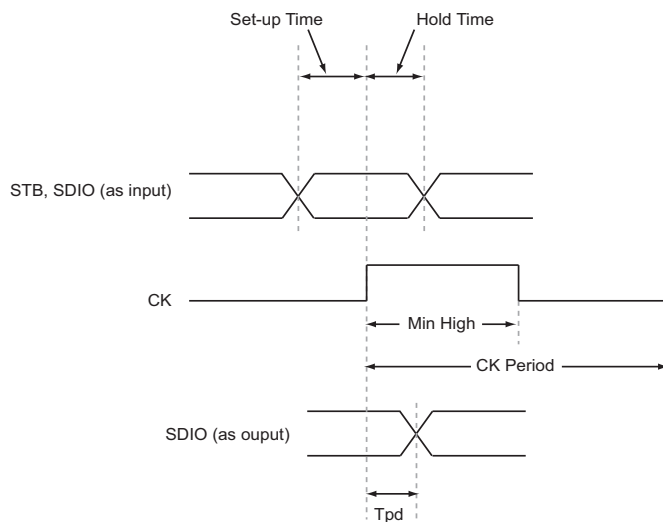 Set-up Time
Hold Time
STB, SDIO (as input)
CK
Min High
CK Period
SDIO (as ouput)
Tpd